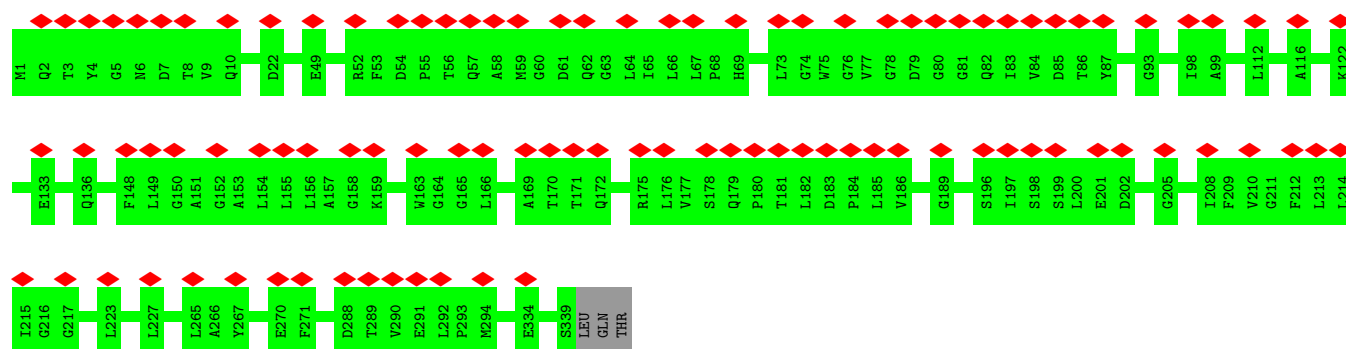 M1 Q2 T3 Y4 G5 N6 D7 T8 V9 Q10 D22 E49 R52 F53 D54 P55 T56 Q57 A58 M59 G60 D61 Q62 G63 L64 I65 L66 L67 P68 H69 L73 G74 W75 G76 V77 G78 D79 G80 G81 Q82 I83 V84 D85 T86 Y87 G93 I98 A99 L112 A116 K122
E133 Q136 F148 L149 G150 A151 G152 A153 L154 L155 L156 A157 G158 K159 W163 G164 G165 L166 A169 T170 T171 Q172 R175 L176 V177 S178 Q179 P180 T181 L182 D183 P184 L185 V186 G189 S196 I197 S198 S199 L200 E201 D202 G205 I208 F209 V210 G211 F212 L213 L214
I215 G216 G217 L223 L227 L265 A266 Y267 E270 F271 D288 T289 V290 E291 L292 P293 M294 E334 S339 LEU GLN THR